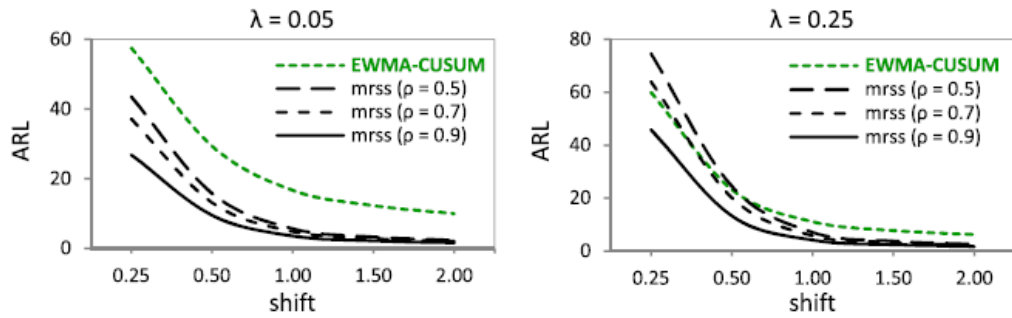 λ = 0.05
60
40
20
0
ARL
EWMA-CUSUM
mrss (ρ = 0.5)
mrss (ρ = 0.7)
mrss (ρ = 0.9)
0.25 0.50 1.00 1.50 2.00
shift
λ = 0.25
80
60
40
20
0
ARL
EWMA-CUSUM
mrss (ρ = 0.5)
mrss (ρ = 0.7)
mrss (ρ = 0.9)
0.25 0.50 1.00 1.50 2.00
shift